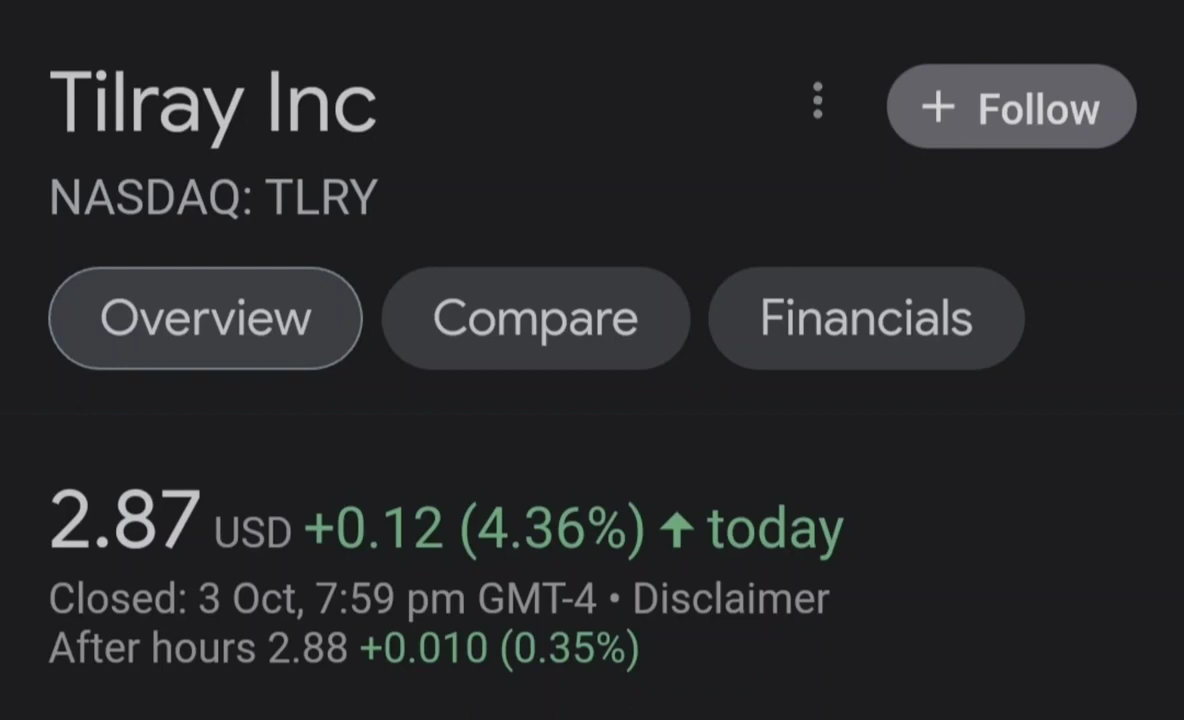 Tilray Inc
+ Follow
NASDAQ: TLRY
Overview Compare Financials
2.87 USD +0.12 (4.36%) ↑ today
Closed: 3 Oct, 7:59 pm GMT-4 • Disclaimer
After hours 2.88 +0.010 (0.35%)